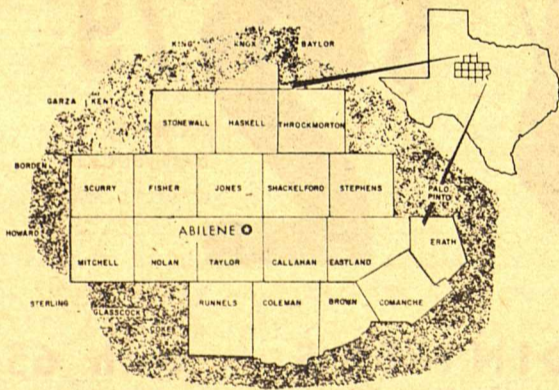 KING KNOX BAYLOR
GARZA KENT
STONEWALL HASKELL THROCKMORTON
BORDEN
SCURRY FISHER JONES SHACKELFORD STEPHENS PALO PINTO
HOWARD
ABILENE
ERATH
MITCHELL NOLAN TAYLOR CALLAHAN EASTLAND
STERLING
GLASSCOCK
COKE
RUNNELS COLEMAN BROWN COMANCHE